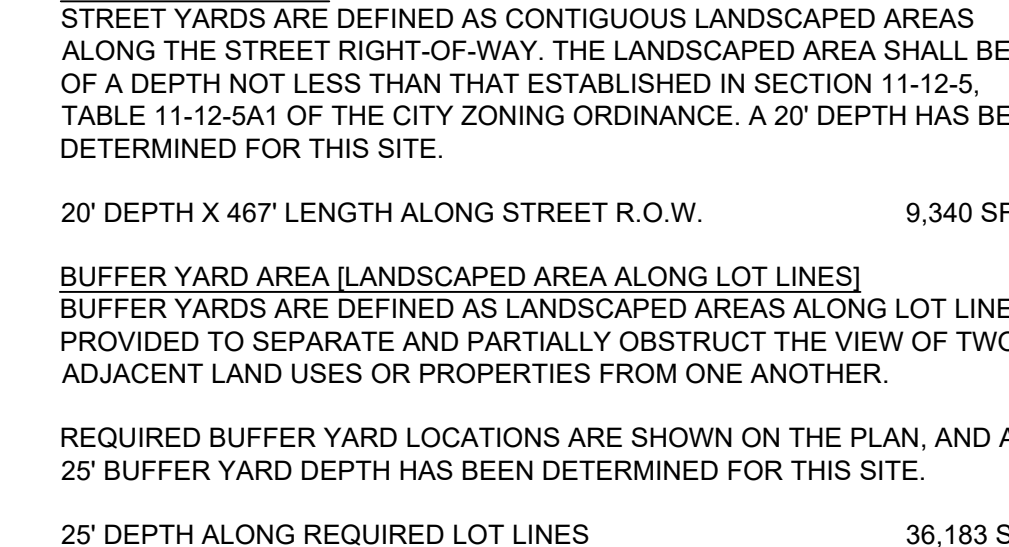 STREET YARDS ARE DEFINED AS CONTIGUOUS LANDSCAPED AREAS
ALONG THE STREET RIGHT-OF-WAY. THE LANDSCAPED AREA SHALL BE
OF A DEPTH NOT LESS THAN THAT ESTABLISHED IN SECTION 11-12-5,
TABLE 11-12-5A1 OF THE CITY ZONING ORDINANCE. A 20' DEPTH HAS BE
DETERMINED FOR THIS SITE.
20' DEPTH X 467' LENGTH ALONG STREET R.O.W. 9,340 SF
BUFFER YARD AREA [LANDSCAPED AREA ALONG LOT LINES]
BUFFER YARDS ARE DEFINED AS LANDSCAPED AREAS ALONG LOT LINE
PROVIDED TO SEPARATE AND PARTIALLY OBSTRUCT THE VIEW OF TWO
ADJACENT LAND USES OR PROPERTIES FROM ONE ANOTHER.
REQUIRED BUFFER YARD LOCATIONS ARE SHOWN ON THE PLAN, AND A
25' BUFFER YARD DEPTH HAS BEEN DETERMINED FOR THIS SITE.
25' DEPTH ALONG REQUIRED LOT LINES 36,183 S